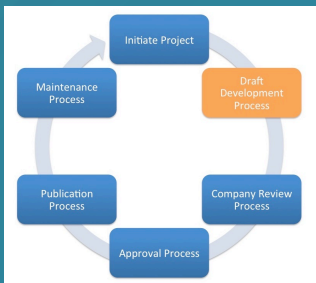 Initiate Project
Draft
Development
Process
Company Review
Process
Approval Process
Publication
Process
Maintenance
Process